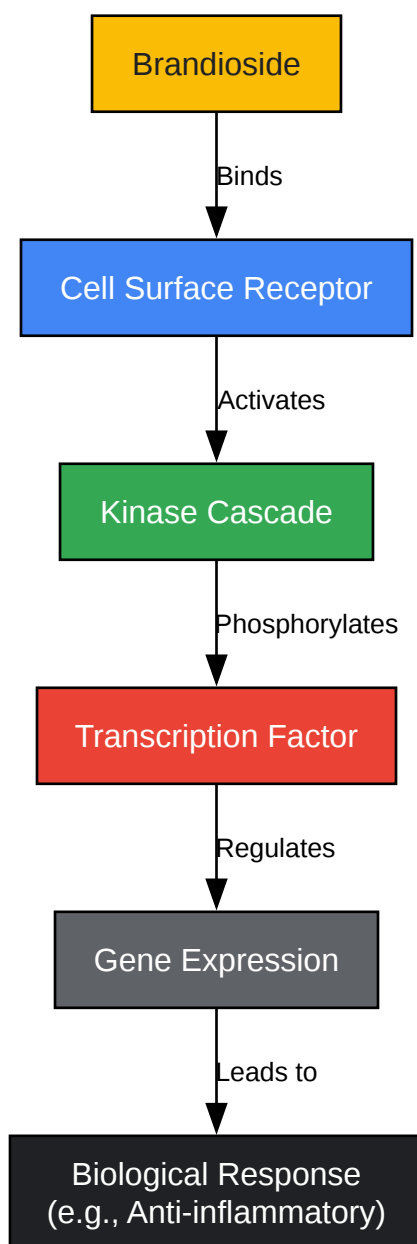 Brandioside
Binds
Cell Surface Receptor
Activates
Kinase Cascade
Phosphorylates
Transcription Factor
Regulates
Gene Expression
Leads to
Biological Response
(e.g., Anti-inflammatory)